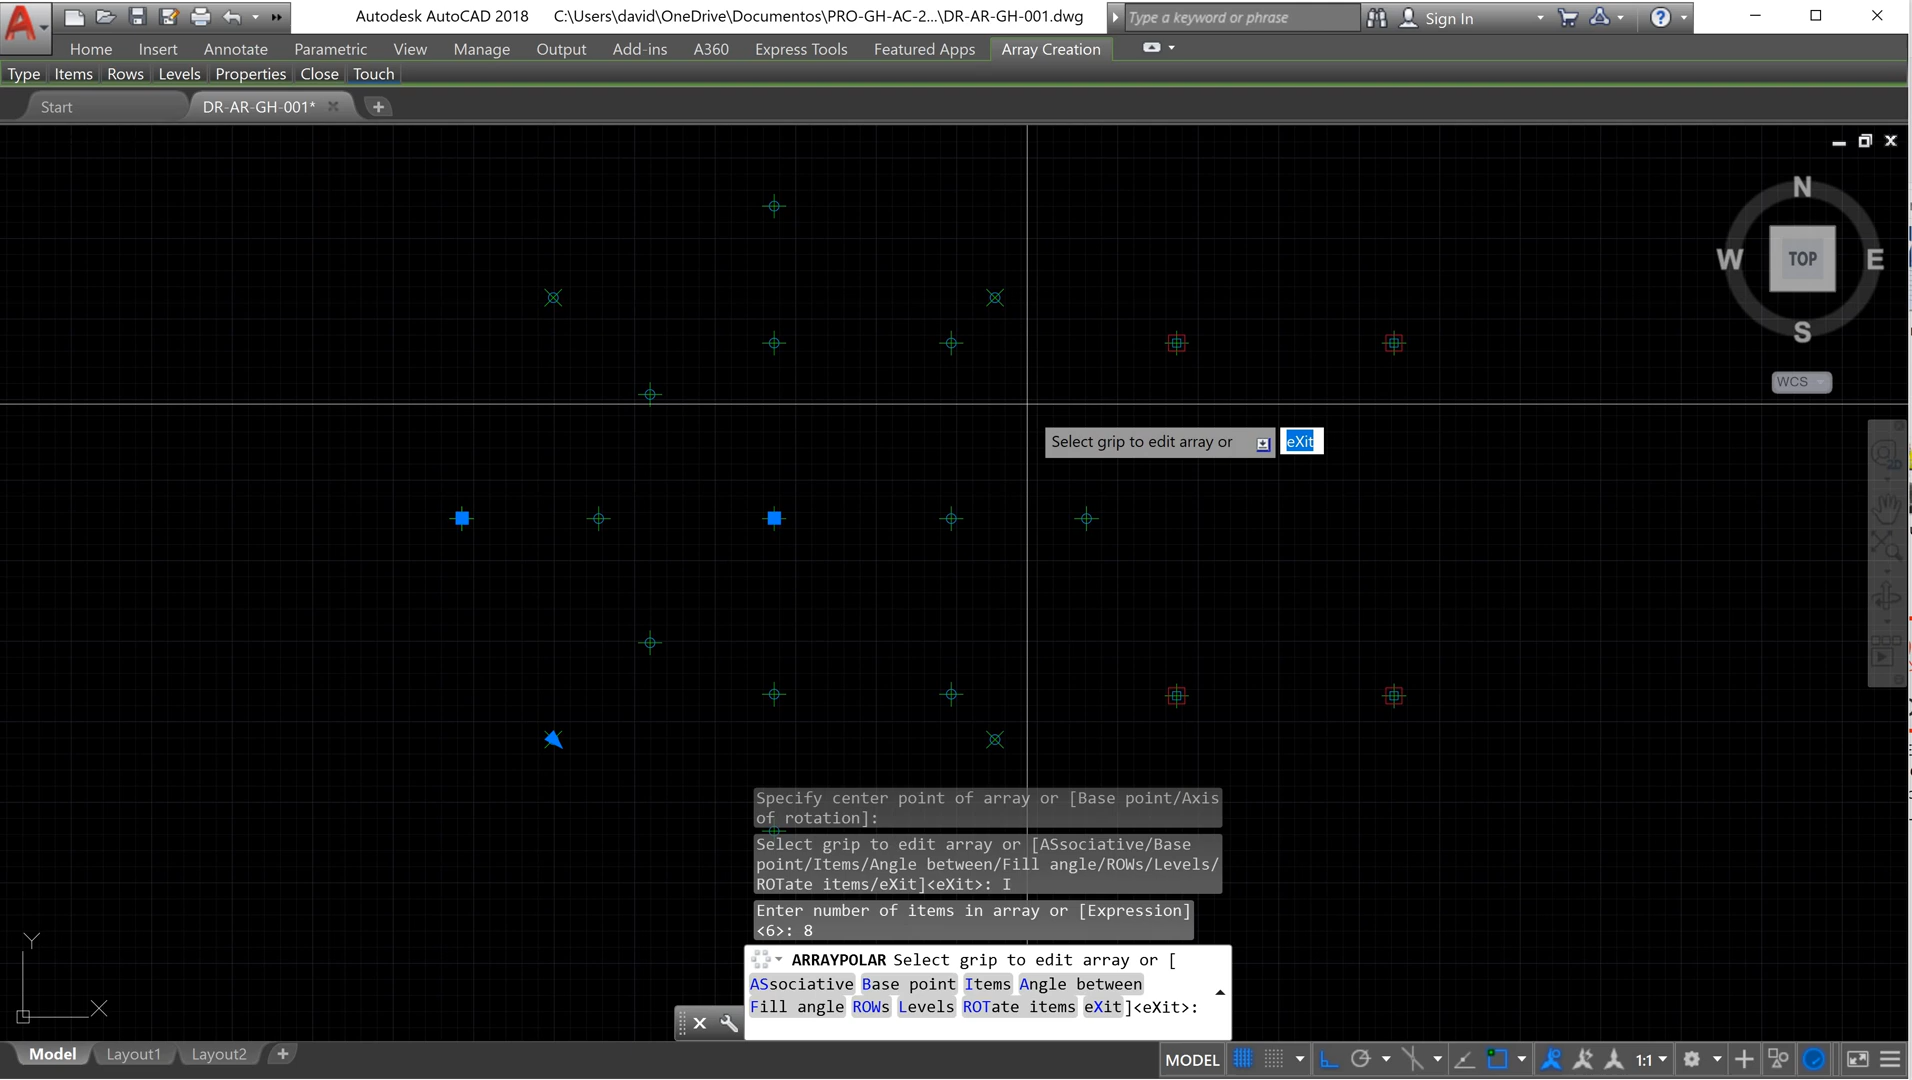 Autodesk AutoCAD 2018 C:\Users\david\OneDrive\Documentos\PRO-GH-AC-2...\DR-AR-GH-001.dwg Type a keyword or phrase Sign In ?
A Home Insert Annotate Parametric View Manage Output Add-ins A360 Express Tools Featured Apps Array Creation
Type Items Rows Levels Properties Close Touch
Start DR-AR-GH-001*
N
W TOP E
S
WCS
2D
Select grip to edit array or eXit
Specify center point of array or [Base point/Axis
of rotation]:
Select grip to edit array or [ASsociative/Base
point/Items/Angle between/Fill angle/ROWs/Levels/
ROTate items/eXit]<eXit>: I
Enter number of items in array or [Expression]
<6>: 8
ARRAYPOLAR Select grip to edit array or [
ASsociative Base point Items Angle between
Fill angle ROWs Levels ROTate items eXit]<eXit>:
Y
X
Model Layout1 Layout2 MODEL 1:1